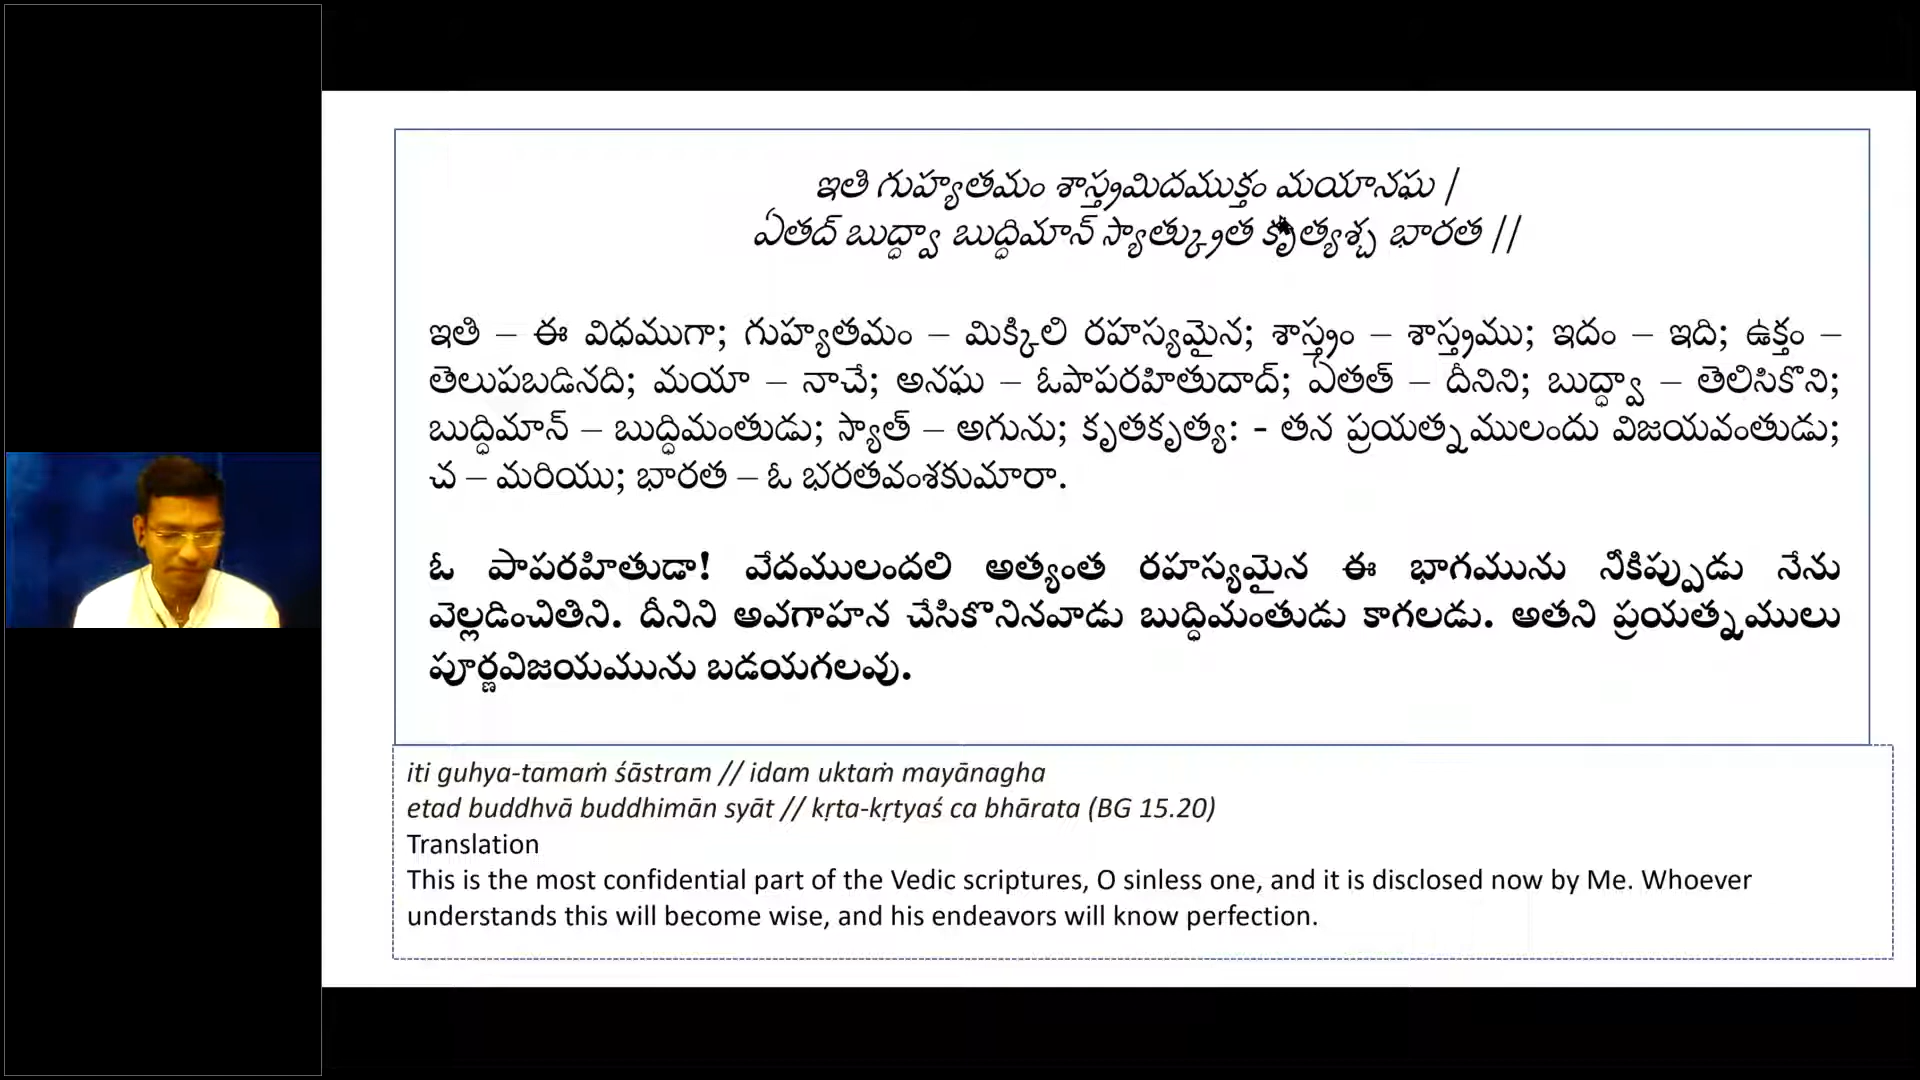 ఇతి గుహ్యతమం శాస్త్రమిదముక్తం మయానఘ |
ఏతద్ బుద్ధ్వా బుద్ధిమాన్ స్యాత్క్రుత కృత్యశ్చ భారత ||
ఇతి – ఈ విధముగా; గుహ్యతమం – మిక్కిలి రహస్యమైన; శాస్త్రం – శాస్త్రము; ఇదం – ఇది; ఉక్తం –
తెలుపబడినది; మయా – నాచే; అనఘ – ఓపాపరహితుడాద్; ఏతత్ – దీనిని; బుద్ధ్వా – తెలిసికొని;
బుద్ధిమాన్ – బుద్ధిమంతుడు; స్యాత్ – అగును; కృతకృత్య: - తన ప్రయత్నములందు విజయవంతుడు;
చ – మరియు; భారత – ఓ భరతవంశకుమారా.
ఓ పాపరహితుడా! వేదములందలి అత్యంత రహస్యమైన ఈ భాగమును నీకిప్పుడు నేను
వెల్లడించితిని. దీనిని అవగాహన చేసికొనినవాడు బుద్ధిమంతుడు కాగలడు. అతని ప్రయత్నములు
పూర్ణవిజయమును బడయగలవు.
iti guhya-tamaṁ śāstram // idam uktaṁ mayānagha
etad buddhvā buddhimān syāt // kṛta-kṛtyaś ca bhārata (BG 15.20)
Translation
This is the most confidential part of the Vedic scriptures, O sinless one, and it is disclosed now by Me. Whoever
understands this will become wise, and his endeavors will know perfection.